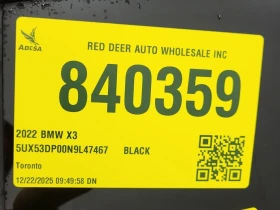 ADESA
RED DEER AUTO WHOLESALE INC
840359
2022 BMW X3
5UX53DP00N9L47467 BLACK
Toronto
12/22/2025 09:49:58 DN